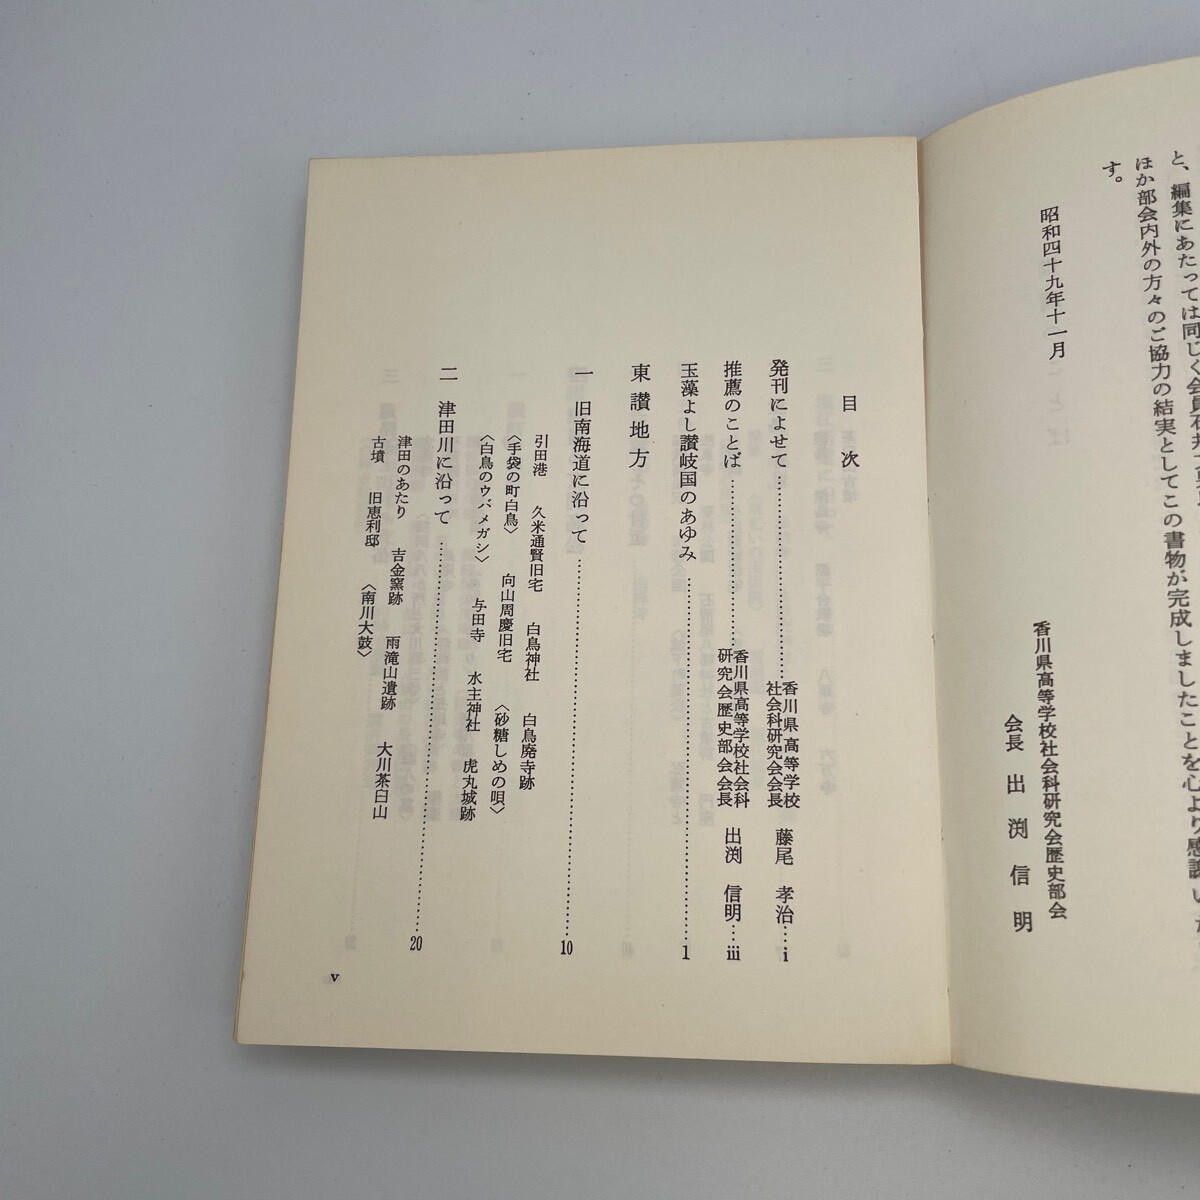 と、編集にあたっては同じく会員石井
ほか部会内外の方々のご協力の結実としてこの書物が完成しましたことを心より感謝いた
す。
昭和四十九年十一月
香川県高等学校社会科研究会歴史部会
会長 出渕信明
目次
発刊によせて……香川県高等学校社会科研究会会長 藤尾 孝治…i
推薦のことば……香川県高等学校社会科研究会歴史部会会長 出渕 信明…iii
玉藻よし讃岐国のあゆみ……1
東讃地方
一 旧南海道に沿って……10
引田港 久米通賢旧宅 白鳥神社 白鳥廃寺跡
〈手袋の町白鳥〉 向山周慶旧宅 〈砂糖しめの唄〉
〈白鳥のウバメガシ〉 与田寺 水主神社 虎丸城跡
二 津田川に沿って……20
津田のあたり 吉金窯跡 雨滝山遺跡 大川茶臼山
古墳 旧恵利邸 〈南川大鼓〉
v